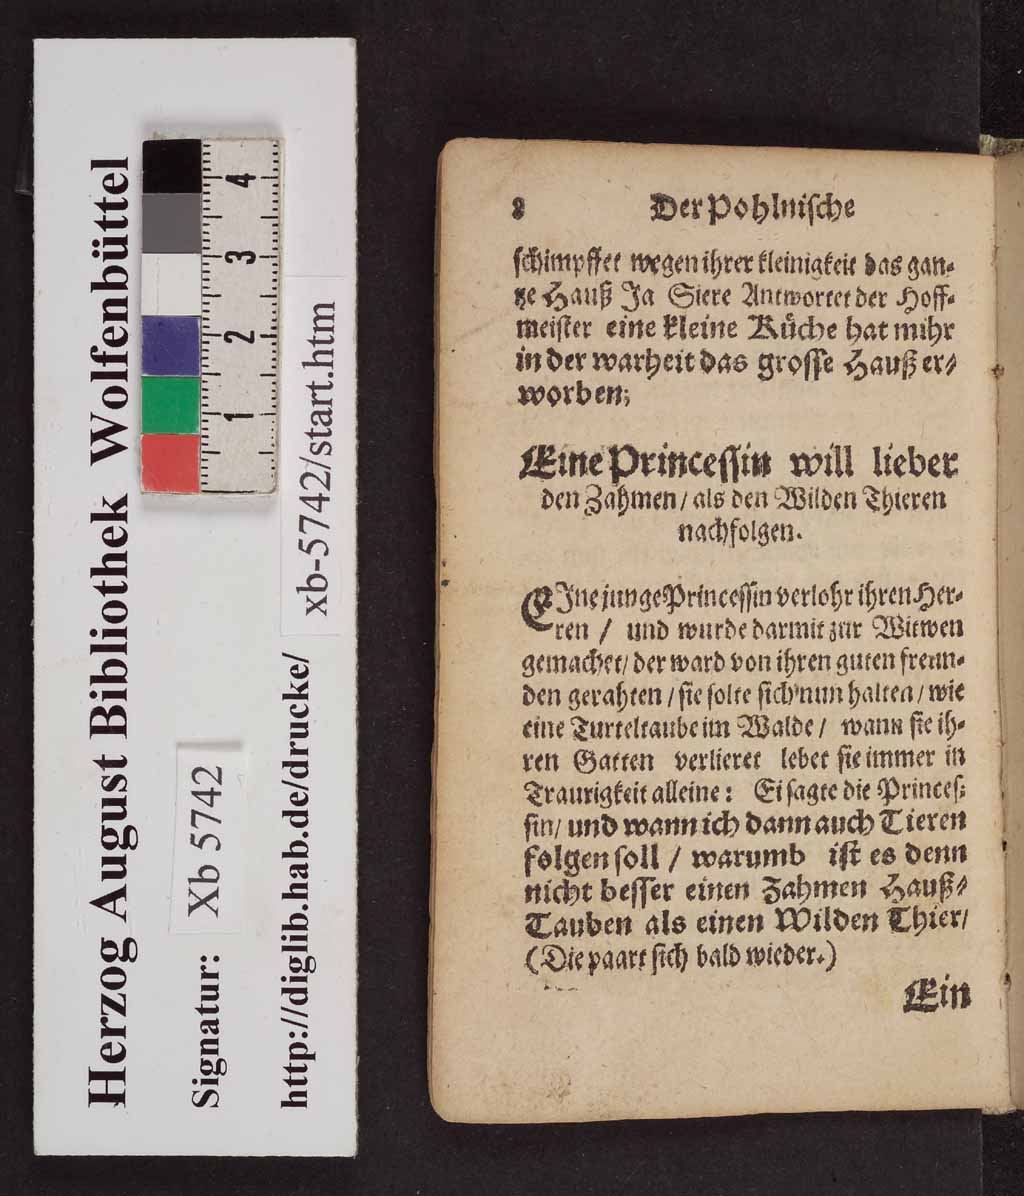 Herzog August Bibliothek Wolfenbüttel
Signatur: Xb 5742
http://diglib.hab.de/drucke/ xb-5742/start.htm
4
3
2
1
8 Der Pohlnische
schimpffet wegen ihrer kleinigkeit das gan-
tze Hauß Ja Siere Antwortet der Hoff-
meister eine kleine Küche hat mihr
in der warheit das grosse Hauß er-
worben;
Eine Princessin will lieber
den Zahmen / als den Wilden Thieren
nachfolgen.
EIne junge Princessin verlohr ihren Her-
ren / und wurde darmit zur Witwen
gemachet / der ward von ihren guten freun-
den gerahten / sie solte sich nun halten / wie
eine Turteltaube im Walde / wann sie ih-
ren Gatten verlieret lebet sie immer in
Traurigkeit alleine : Ei sagte die Princes-
sin / und wann ich dann auch Tieren
folgen soll / warumb ist es denn
nicht besser einen Zahmen Hauß-
Tauben als einen Wilden Thier /
(Die paart sich bald wieder.)
Ein